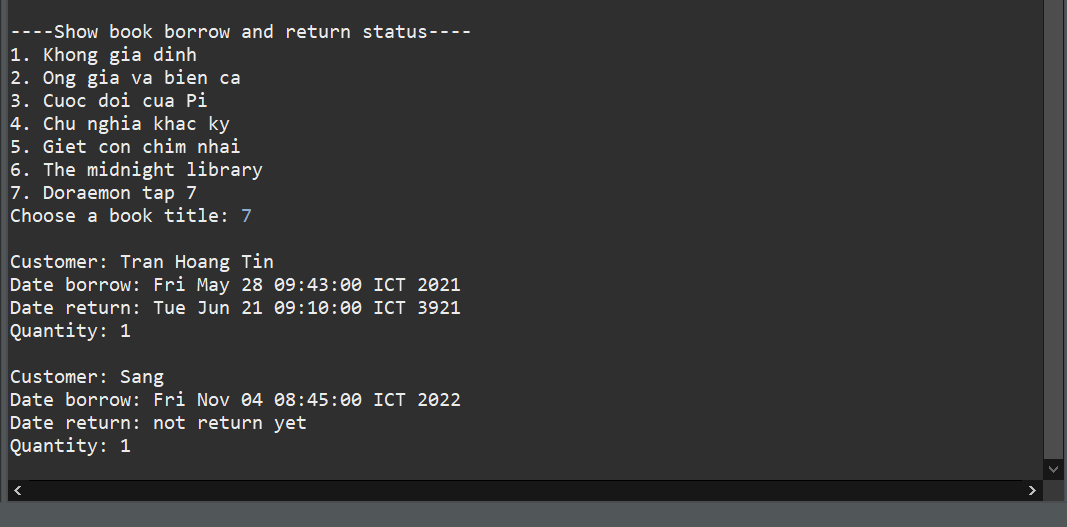 ----Show book borrow and return status----
1. Khong gia dinh
2. Ong gia va bien ca
3. Cuoc doi cua Pi
4. Chu nghia khac ky
5. Giet con chim nhai
6. The midnight library
7. Doraemon tap 7
Choose a book title: 7
Customer: Tran Hoang Tin
Date borrow: Fri May 28 09:43:00 ICT 2021
Date return: Tue Jun 21 09:10:00 ICT 3921
Quantity: 1
Customer: Sang
Date borrow: Fri Nov 04 08:45:00 ICT 2022
Date return: not return yet
Quantity: 1